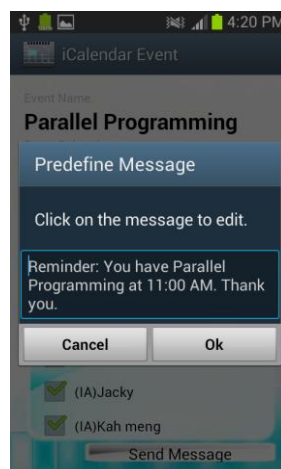 4:20 PM
iCalendar Event
Event Name
Parallel Programming
Predefine Message
Click on the message to edit.
Reminder: You have Parallel
Programming at 11:00 AM. Thank
you.
Cancel Ok
(IA)Jacky
(IA)Kah meng
Send Message